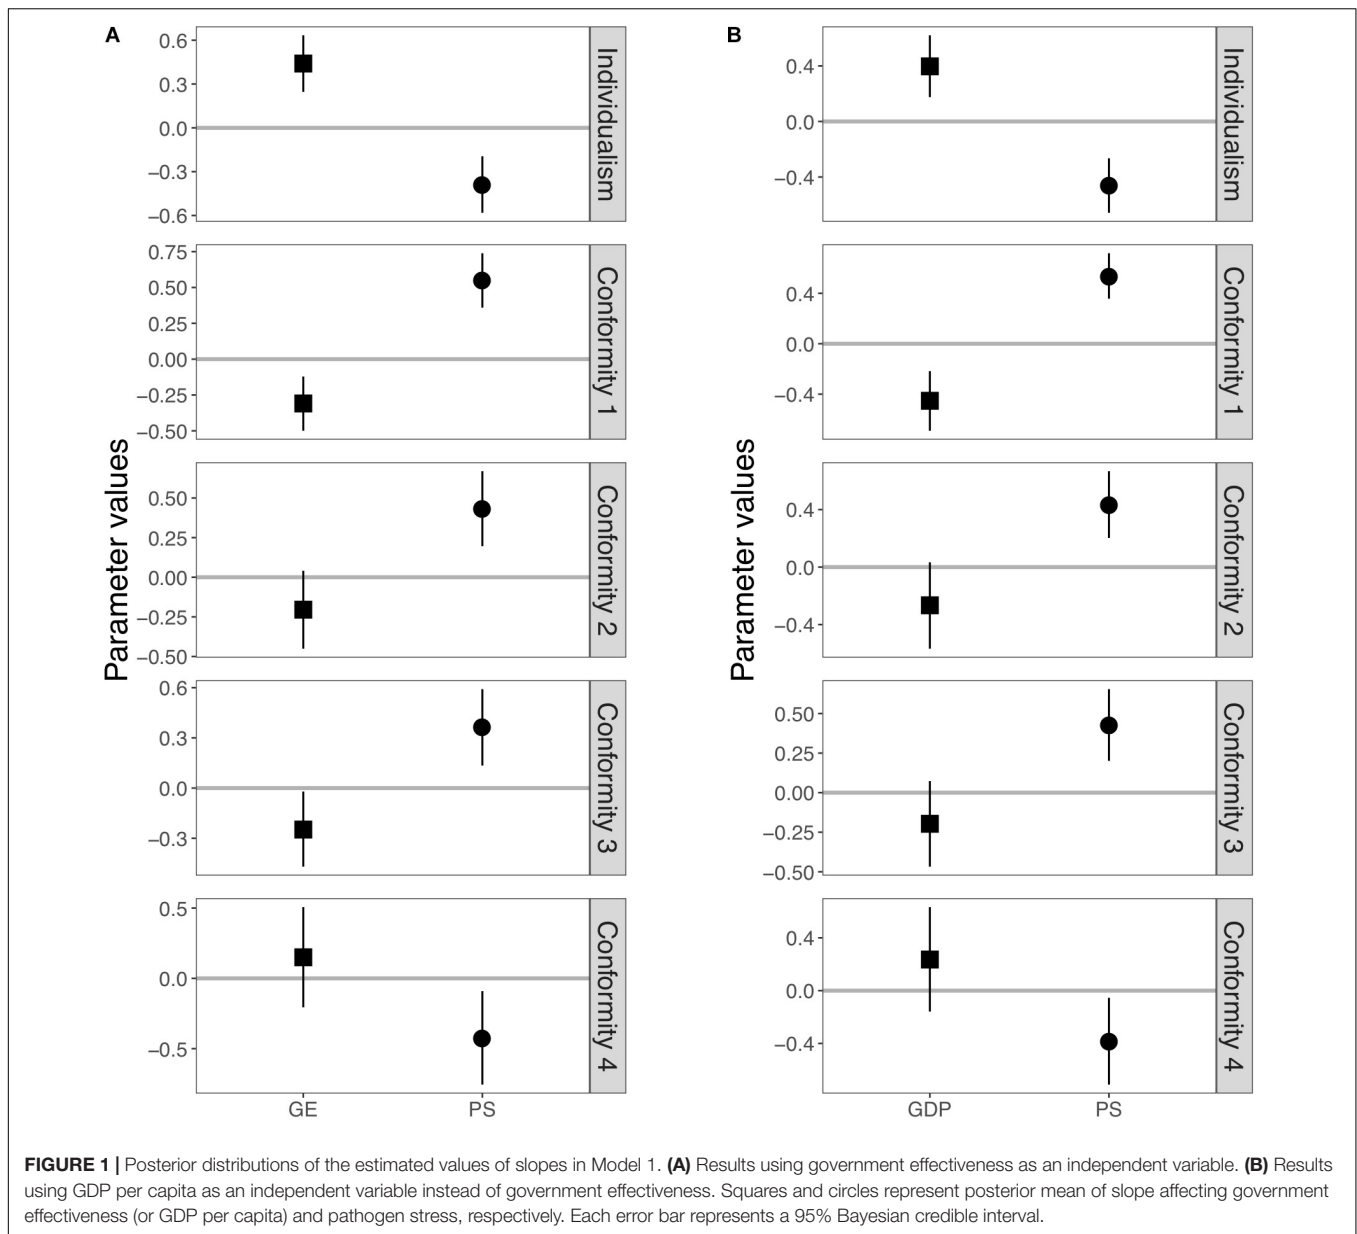 A
0.6
0.3
0.0
−0.3
−0.6
Individualism
0.75
0.50
0.25
0.00
−0.25
−0.50
Conformity 1
Parameter values
0.50
0.25
0.00
−0.25
−0.50
Conformity 2
0.6
0.3
0.0
−0.3
Conformity 3
0.5
0.0
−0.5
Conformity 4
GE PS
B
0.4
0.0
−0.4
Individualism
0.4
0.0
−0.4
Conformity 1
Parameter values
0.4
0.0
−0.4
Conformity 2
0.50
0.25
0.00
−0.25
−0.50
Conformity 3
0.4
0.0
−0.4
Conformity 4
GDP PS
FIGURE 1 | Posterior distributions of the estimated values of slopes in Model 1. (A) Results using government effectiveness as an independent variable. (B) Results
using GDP per capita as an independent variable instead of government effectiveness. Squares and circles represent posterior mean of slope affecting government
effectiveness (or GDP per capita) and pathogen stress, respectively. Each error bar represents a 95% Bayesian credible interval.